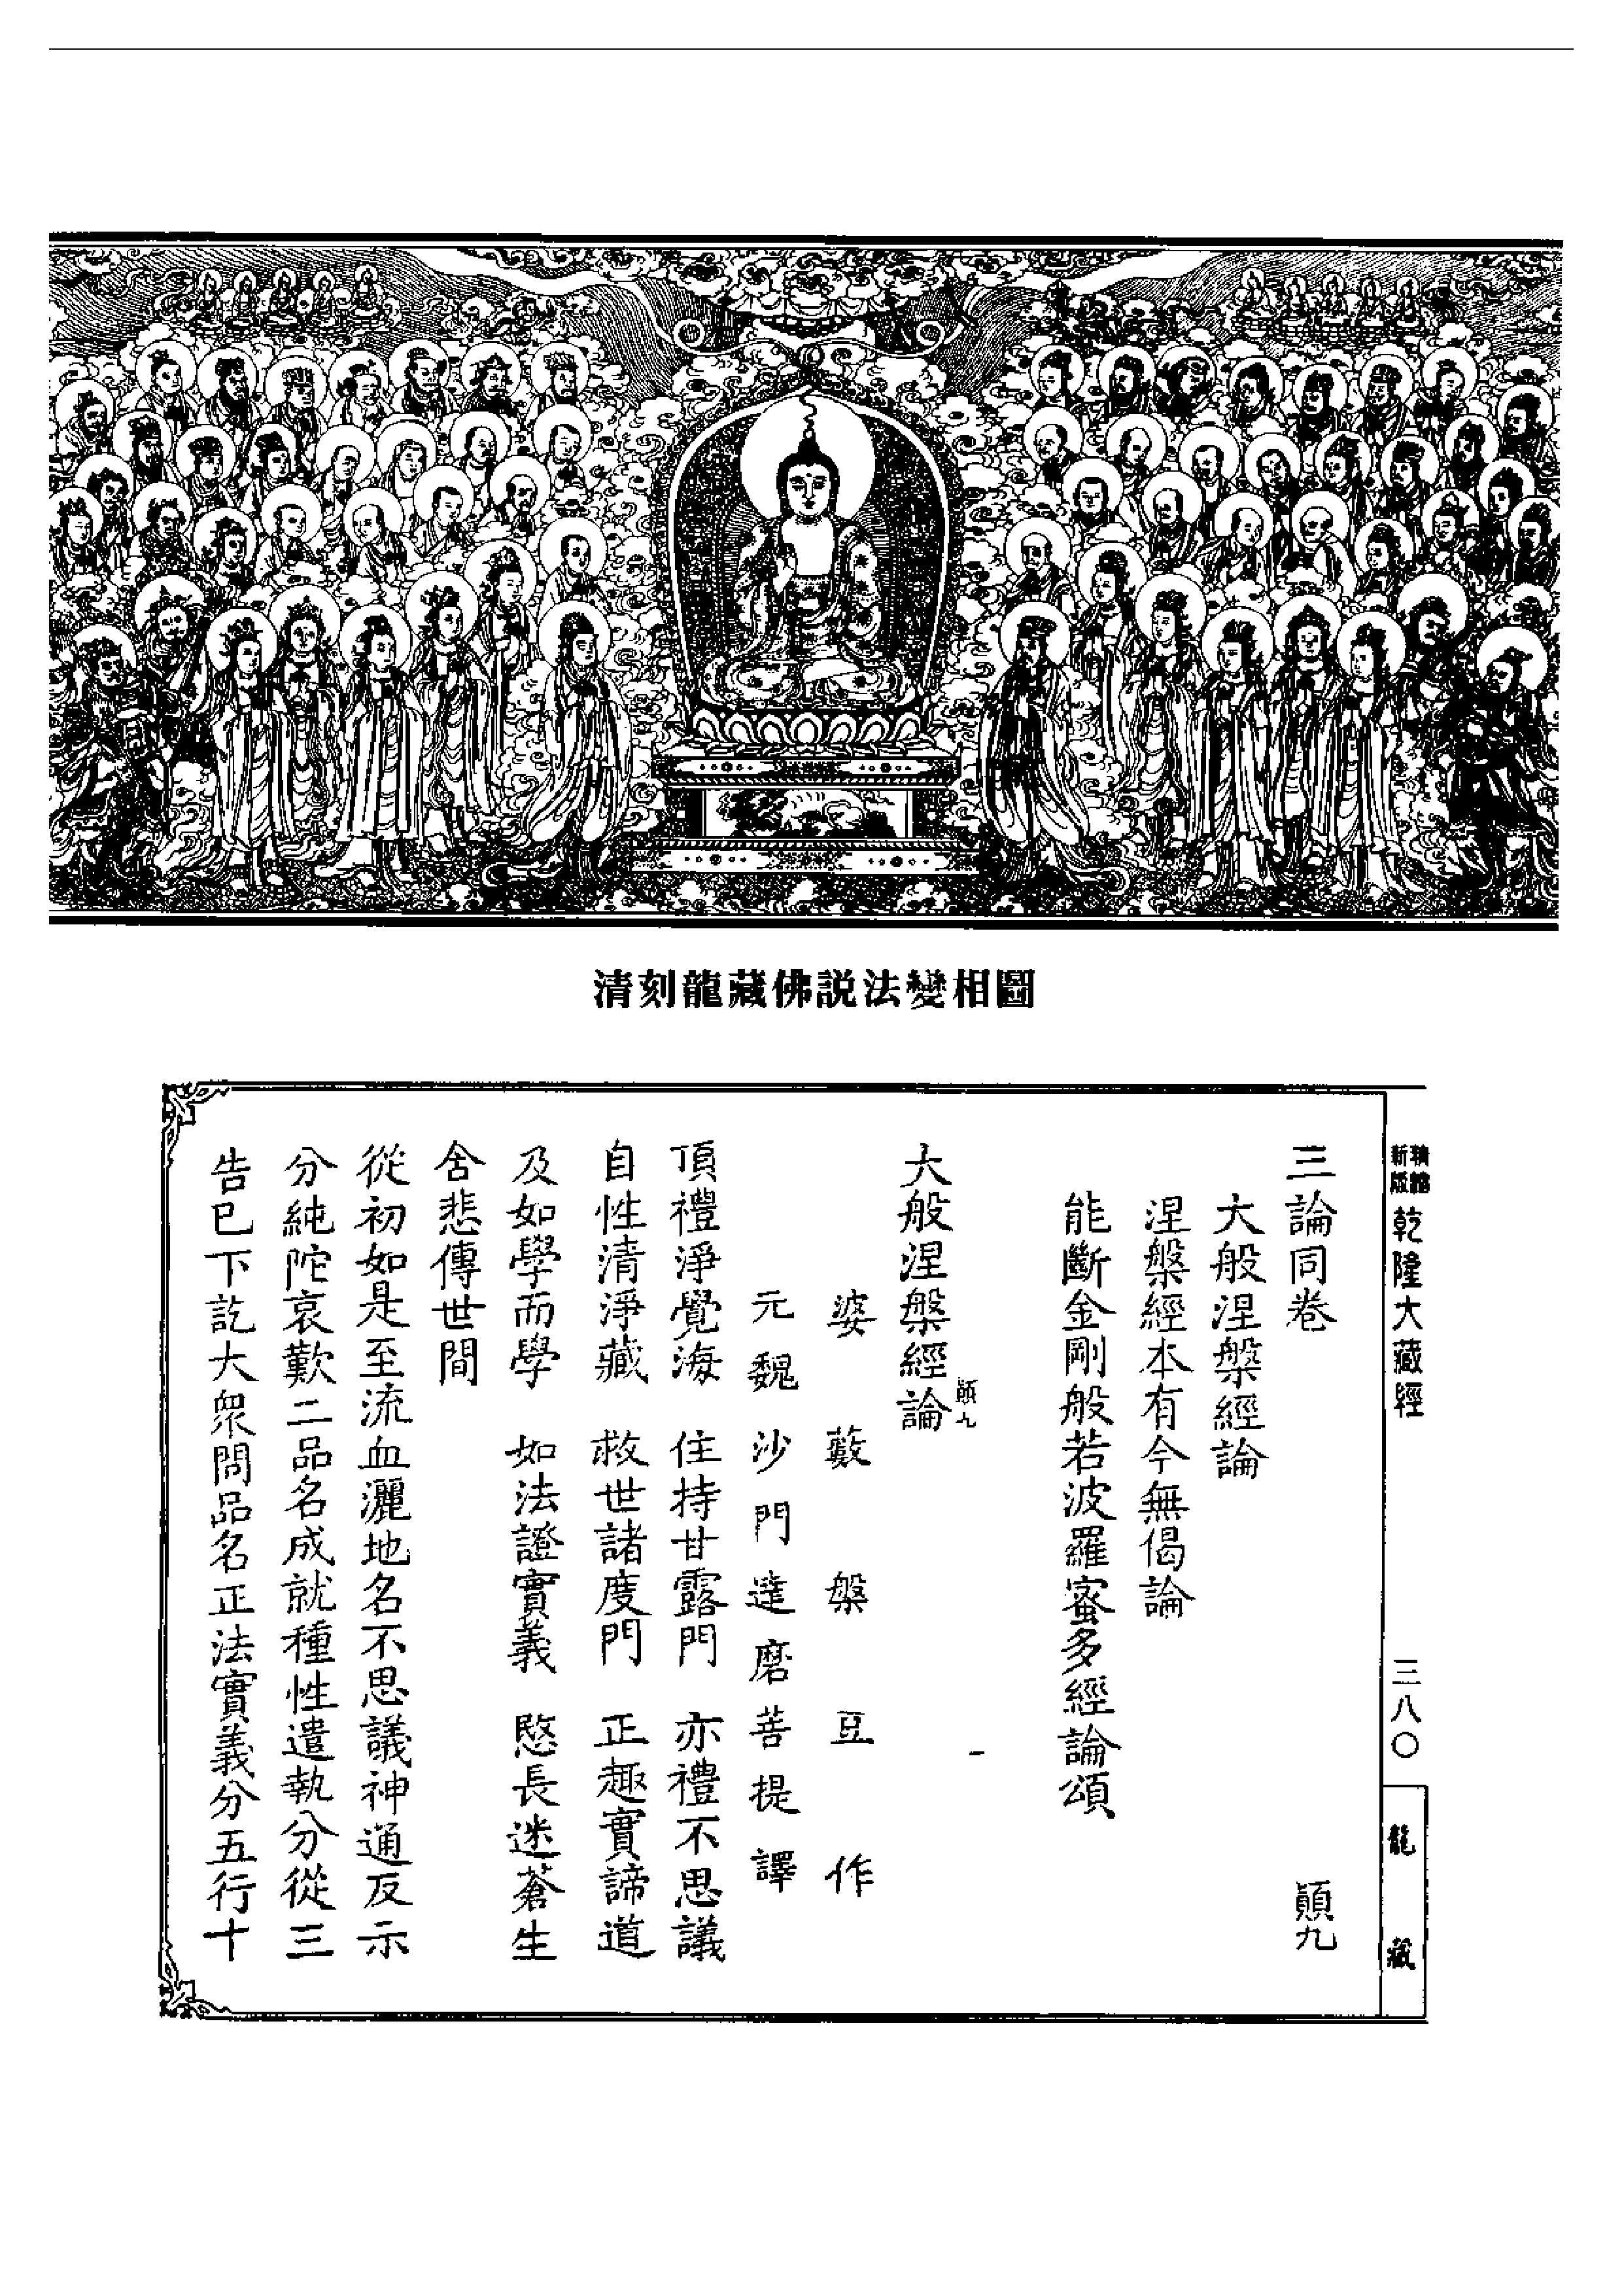 清刻龍藏佛説法變相圖
新版精縮
乾隆大藏經
三八〇
龍藏
三論同卷 顗九
大般涅槃經論
涅槃經本有今無偈論
能斷金剛般若波羅蜜多經論頌
顗九 一
大般涅槃經論
婆藪槃豆作
元魏沙門達磨菩提譯
頂禮淨覺海 住持甘露門 亦禮不思議
自性清淨藏 救世諸度門 正趣實諦道
及如學而學 如法證實義 愍長迷蒼生
含悲傳世間
從初如是至流血灑地名不思議神通反示
分純陀哀歎二品名成就種性遣執分從三
告已下訖大衆問品名正法實義分五行十